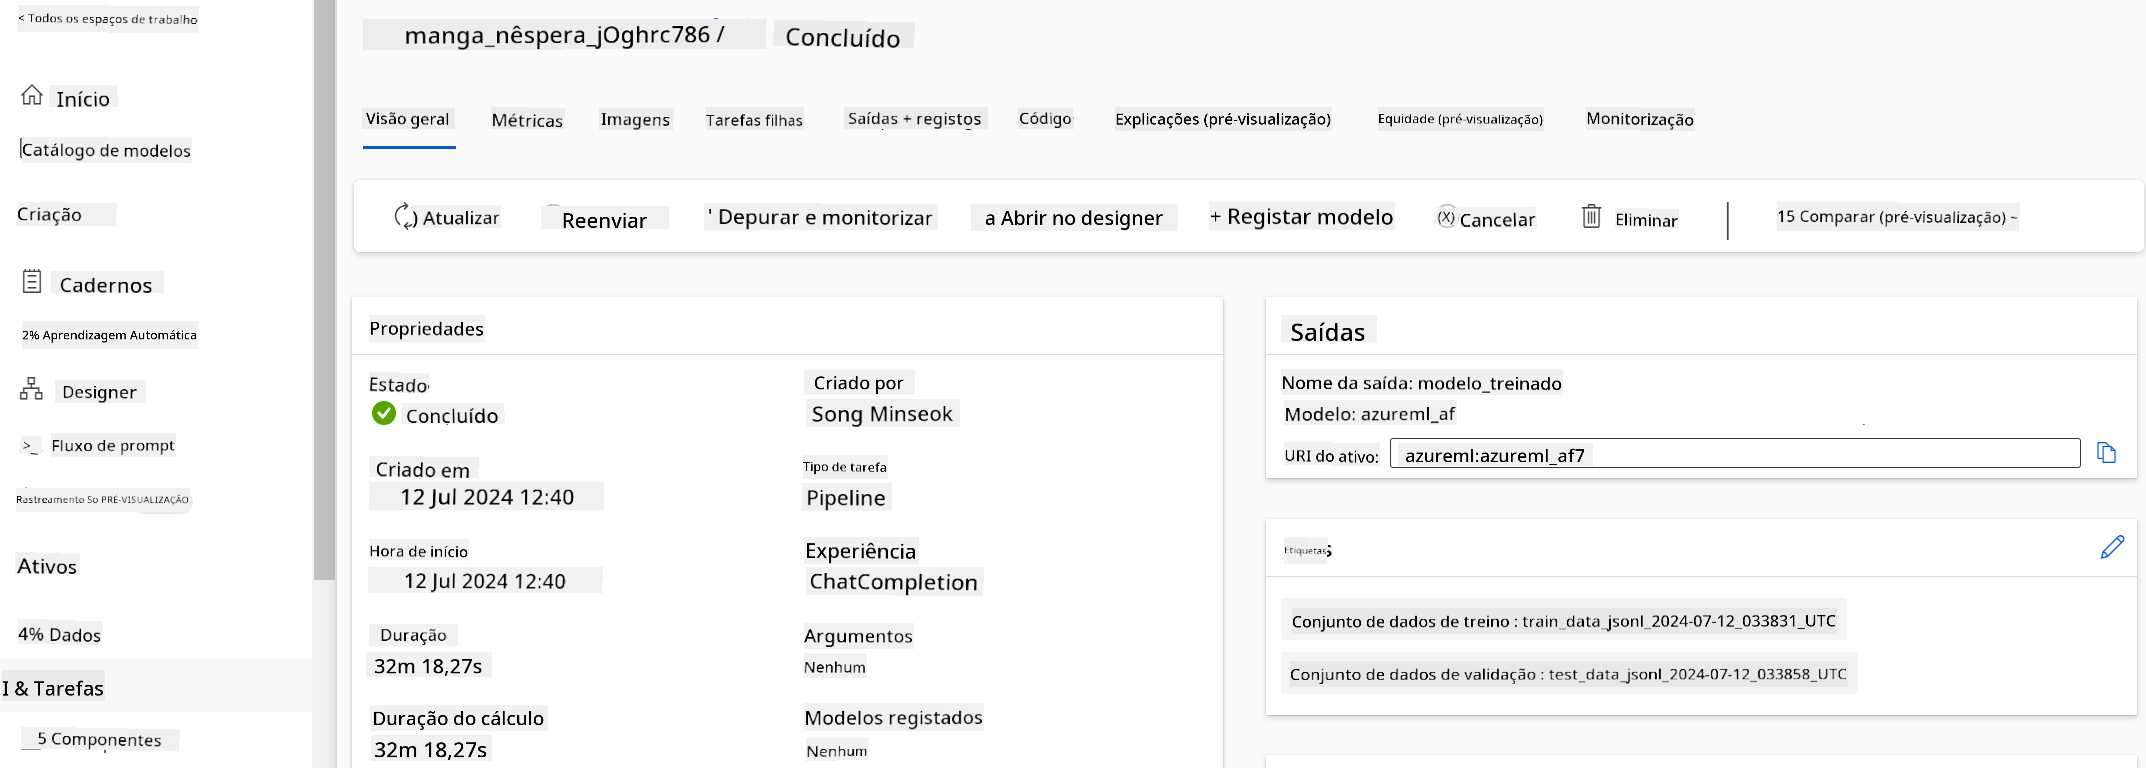 < Todos os espaços de trabalho
Início
Catálogo de modelos
Criação
Cadernos
2% Aprendizagem Automática
Designer
>_ Fluxo de prompt
Rastreamento So PRÉ-VISUALIZAÇÃO
Ativos
4% Dados
I & Tarefas
5 Componentes
manga_nêspera_jOghrc786 / Concluído
Visão geral Métricas Imagens Tarefas filhas Saídas + registos Código Explicações (pré-visualização) Equidade (pré-visualização) Monitorização
) Atualizar Reenviar ' Depurar e monitorizar a Abrir no designer + Registar modelo (X) Cancelar Eliminar 15 Comparar (pré-visualização) ~
Propriedades
Estado
Concluído
Criado em
12 Jul 2024 12:40
Hora de início
12 Jul 2024 12:40
Duração
32m 18,27s
Duração do cálculo
32m 18,27s
Criado por
Song Minseok
Tipo de tarefa
Pipeline
Experiência
ChatCompletion
Argumentos
Nenhum
Modelos registados
Nenhum
Saídas
Nome da saída: modelo_treinado
Modelo: azureml_af
URI do ativo: azureml:azureml_af7
Etiquetas
Conjunto de dados de treino : train_data_jsonl_2024-07-12_033831_UTC
Conjunto de dados de validação : test_data_jsonl_2024-07-12_033858_UTC